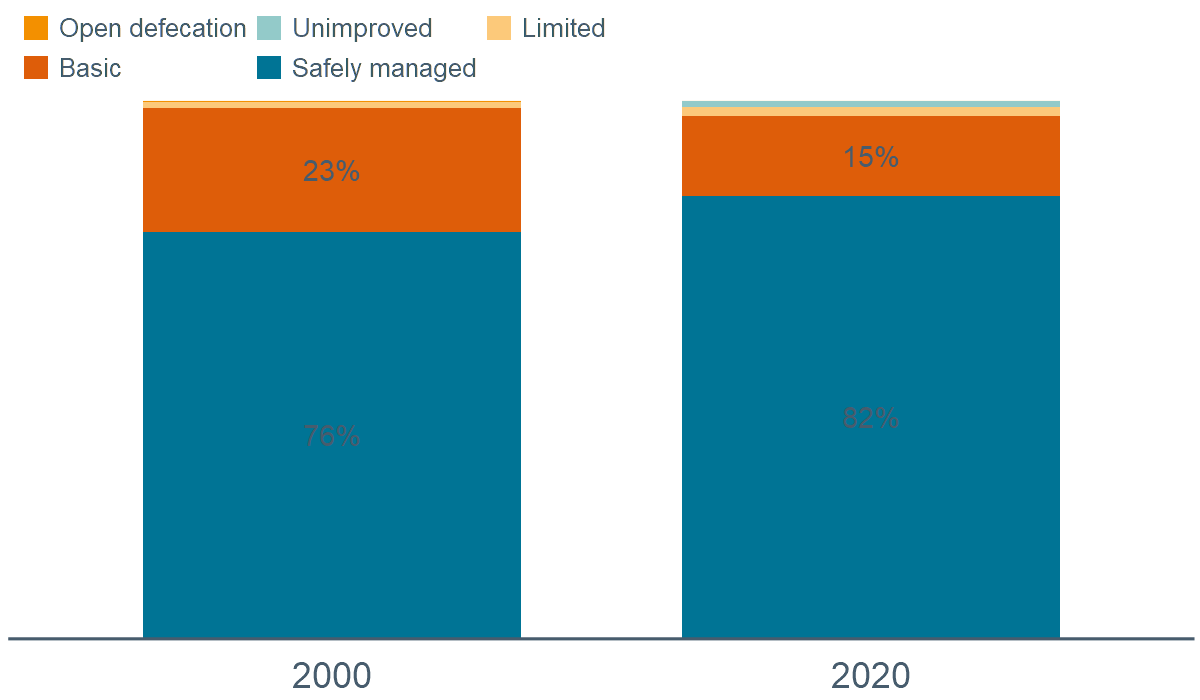 Open defecation Unimproved Limited
Basic Safely managed
23% 15%
76% 82%
2000 2020